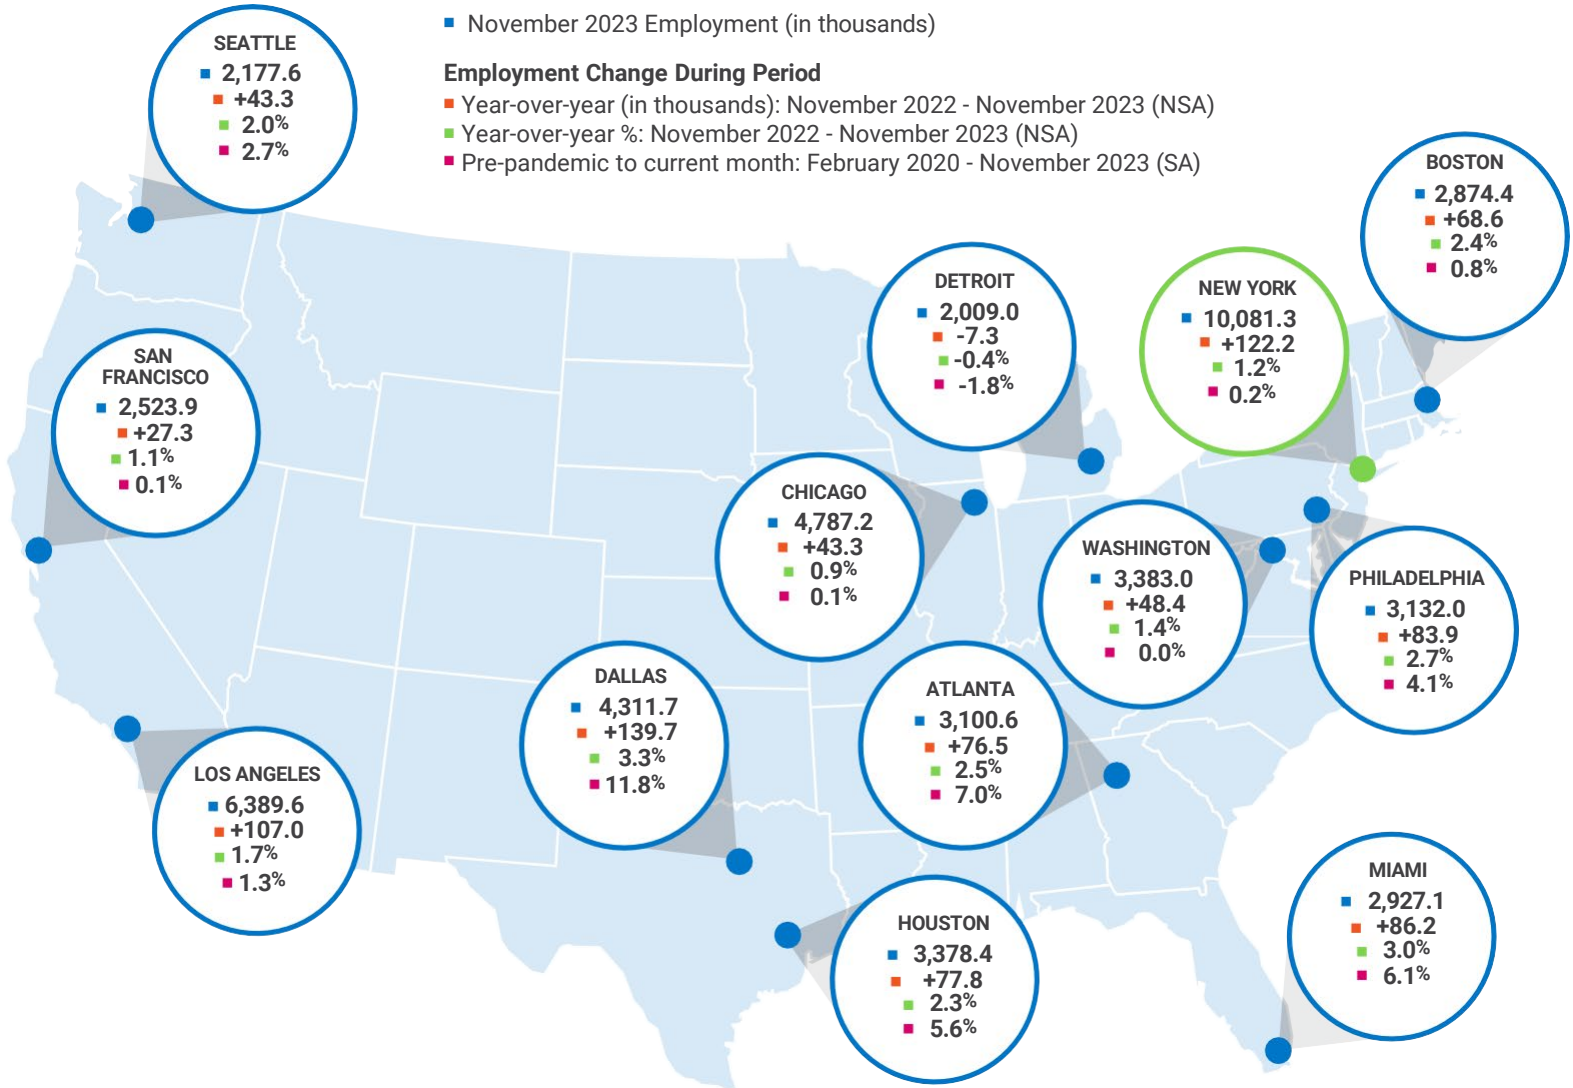 November 2023 Employment (in thousands)
Employment Change During Period
Year-over-year (in thousands): November 2022 - November 2023 (NSA)
Year-over-year %: November 2022 - November 2023 (NSA)
Pre-pandemic to current month: February 2020 - November 2023 (SA)
SEATTLE
2,177.6
+43.3
2.0%
2.7%
BOSTON
2,874.4
+68.6
2.4%
0.8%
DETROIT
2,009.0
-7.3
-0.4%
-1.8%
NEW YORK
10,081.3
+122.2
1.2%
0.2%
SAN
FRANCISCO
2,523.9
+27.3
1.1%
0.1%
CHICAGO
4,787.2
+43.3
0.9%
0.1%
WASHINGTON
3,383.0
+48.4
1.4%
0.0%
PHILADELPHIA
3,132.0
+83.9
2.7%
4.1%
DALLAS
4,311.7
+139.7
3.3%
11.8%
ATLANTA
3,100.6
+76.5
2.5%
7.0%
LOS ANGELES
6,389.6
+107.0
1.7%
1.3%
HOUSTON
3,378.4
+77.8
2.3%
5.6%
MIAMI
2,927.1
+86.2
3.0%
6.1%